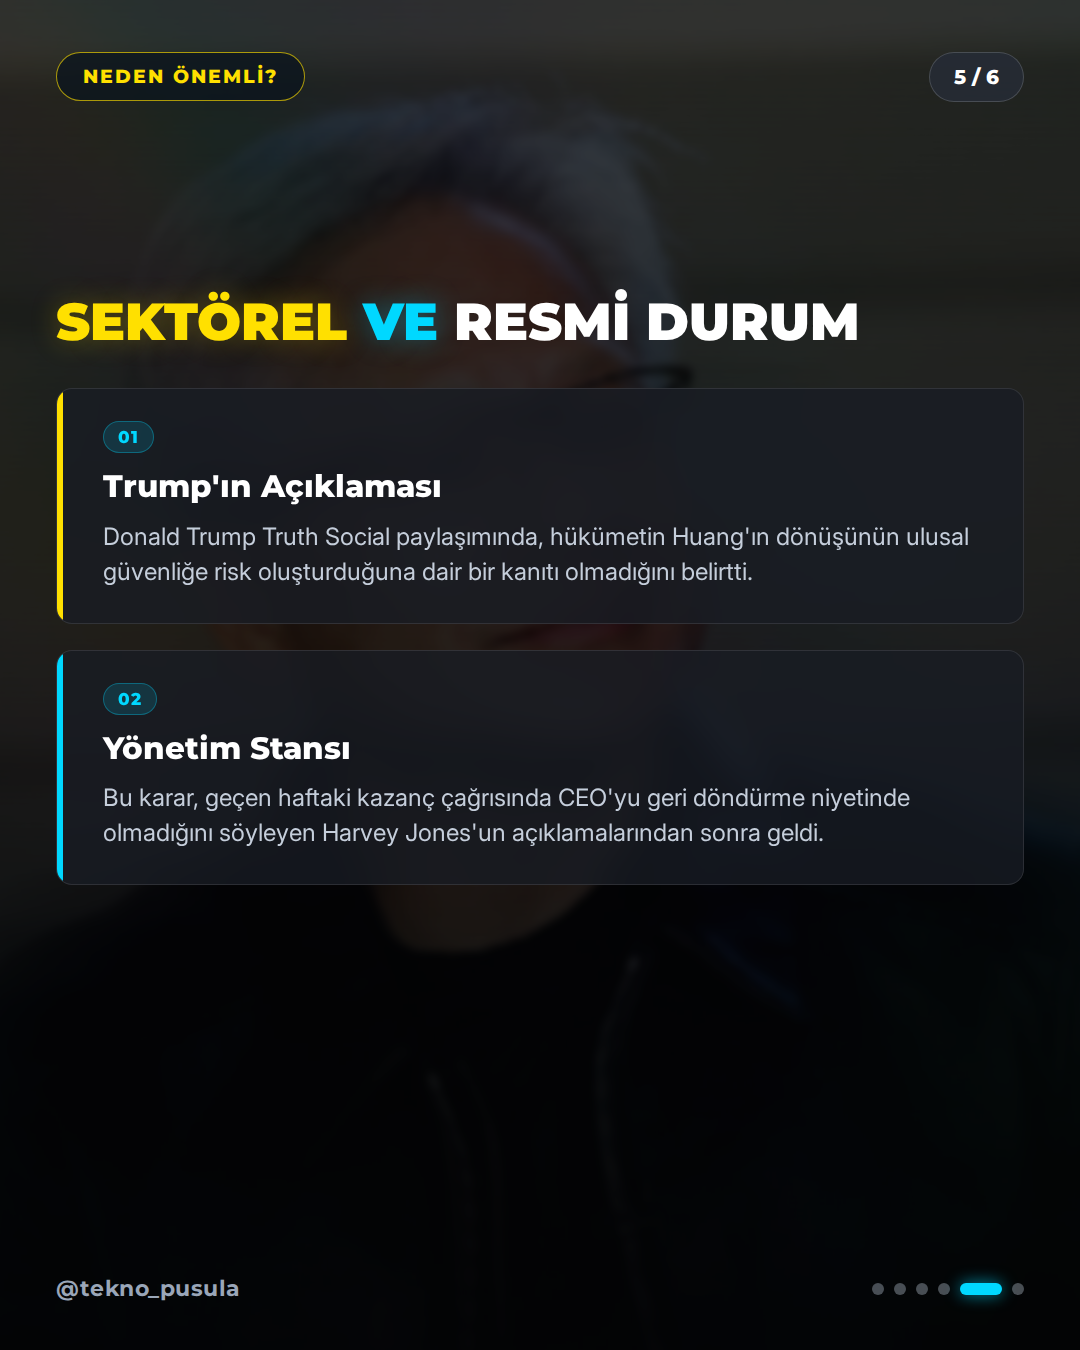 NEDEN ÖNEMLİ?
5 / 6
SEKTÖREL VE RESMİ DURUM
01
Trump'ın Açıklaması
Donald Trump Truth Social paylaşımında, hükümetin Huang'ın dönüşünün ulusal
güvenliğe risk oluşturduğuna dair bir kanıtı olmadığını belirtti.
02
Yönetim Stansı
Bu karar, geçen haftaki kazanç çağrısında CEO'yu geri döndürme niyetinde
olmadığını söyleyen Harvey Jones'un açıklamalarından sonra geldi.
@tekno_pusula